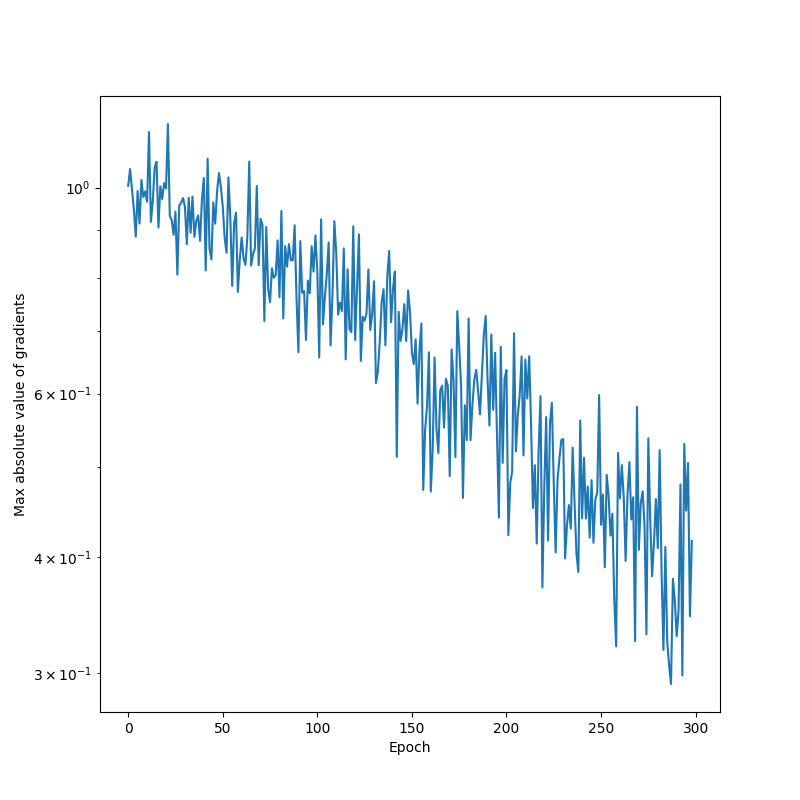 Max absolute value of gradients
10⁰
6 × 10⁻¹
4 × 10⁻¹
3 × 10⁻¹
0 50 100 150 200 250 300
Epoch